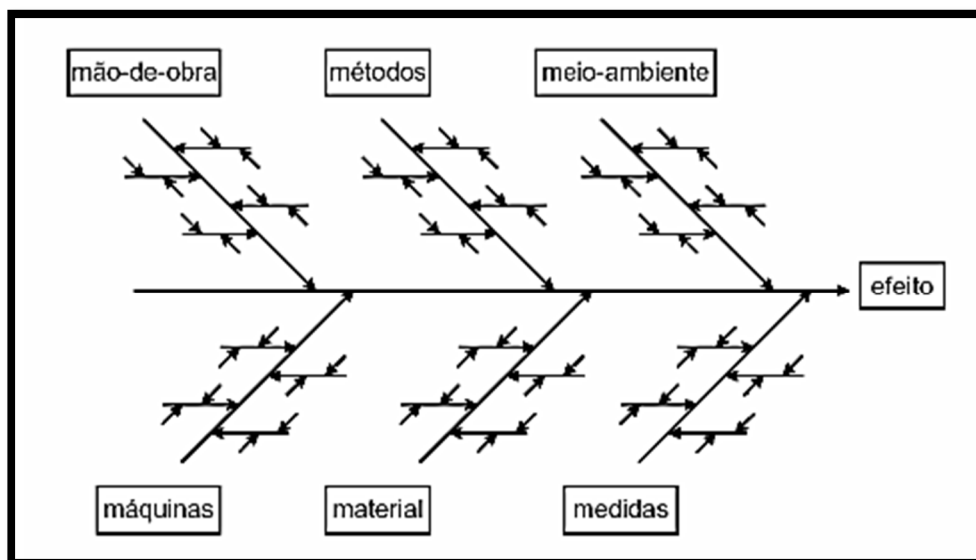 mão-de-obra
métodos
meio-ambiente
efeito
máquinas
material
medidas